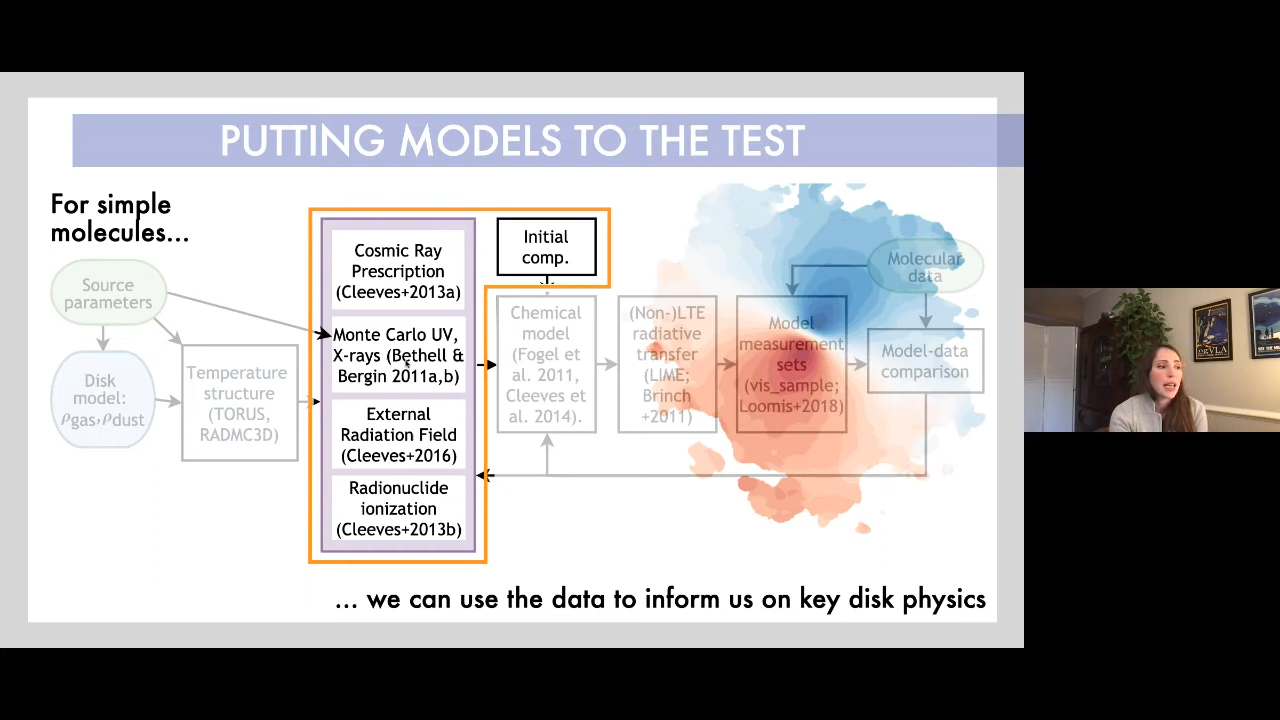 PUTTING MODELS TO THE TEST
For simple
molecules...
Source
parameters
Disk
model:
ρgas,ρdust
Temperature
structure
(TORUS,
RADMC3D)
Cosmic Ray
Prescription
(Cleeves+2013a)
Monte Carlo UV,
X-rays (Bethell &
Bergin 2011a,b)
External
Radiation Field
(Cleeves+2016)
Radionuclide
ionization
(Cleeves+2013b)
Initial
comp.
Chemical
model
(Fogel et
al. 2011,
Cleeves et
al. 2014).
(Non-)LTE
radiative
transfer
(LIME;
Brinch
+2011)
Model
measurement
sets
(vis_sample;
Loomis+2018)
Molecular
data
Model-data
comparison
... we can use the data to inform us on key disk physics